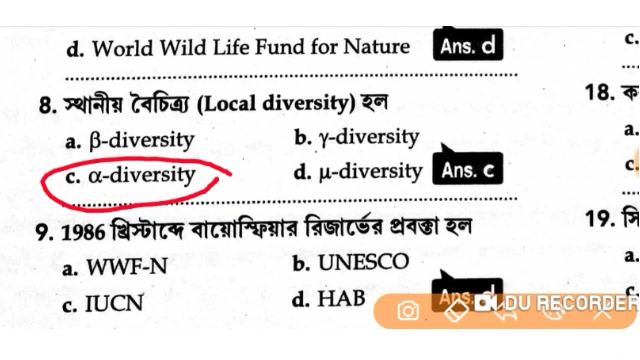 d. World Wild Life Fund for Nature Ans. d
8. স্থানীয় বৈচিত্র্য (Local diversity) হল
a. β-diversity b. γ-diversity
c. α-diversity d. μ-diversity Ans. c
9. 1986 খ্রিস্টাব্দে বায়োস্ফিয়ার রিজার্ভের প্রবক্তা হল
a. WWF-N b. UNESCO
c. IUCN d. HAB Ans. d
c.
18. ক
a.
c.
19. সি
a.
c.
DU RECORDER